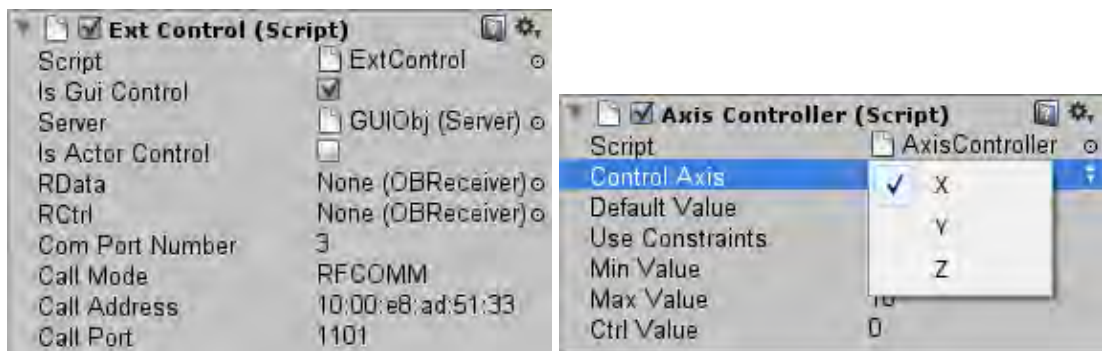 Ext Control (Script)
Script ExtControl
Is Gui Control
Server GUIObj (Server)
Is Actor Control
RData None (OBReceiver)
RCtrl None (OBReceiver)
Com Port Number 3
Call Mode RFCOMM
Call Address 10:00:e8:ad:51:33
Call Port 1101
Axis Controller (Script)
Script AxisController
Control Axis X
Default Value Y
Use Constraints
Min Value Z
Max Value 10
Ctrl Value 0